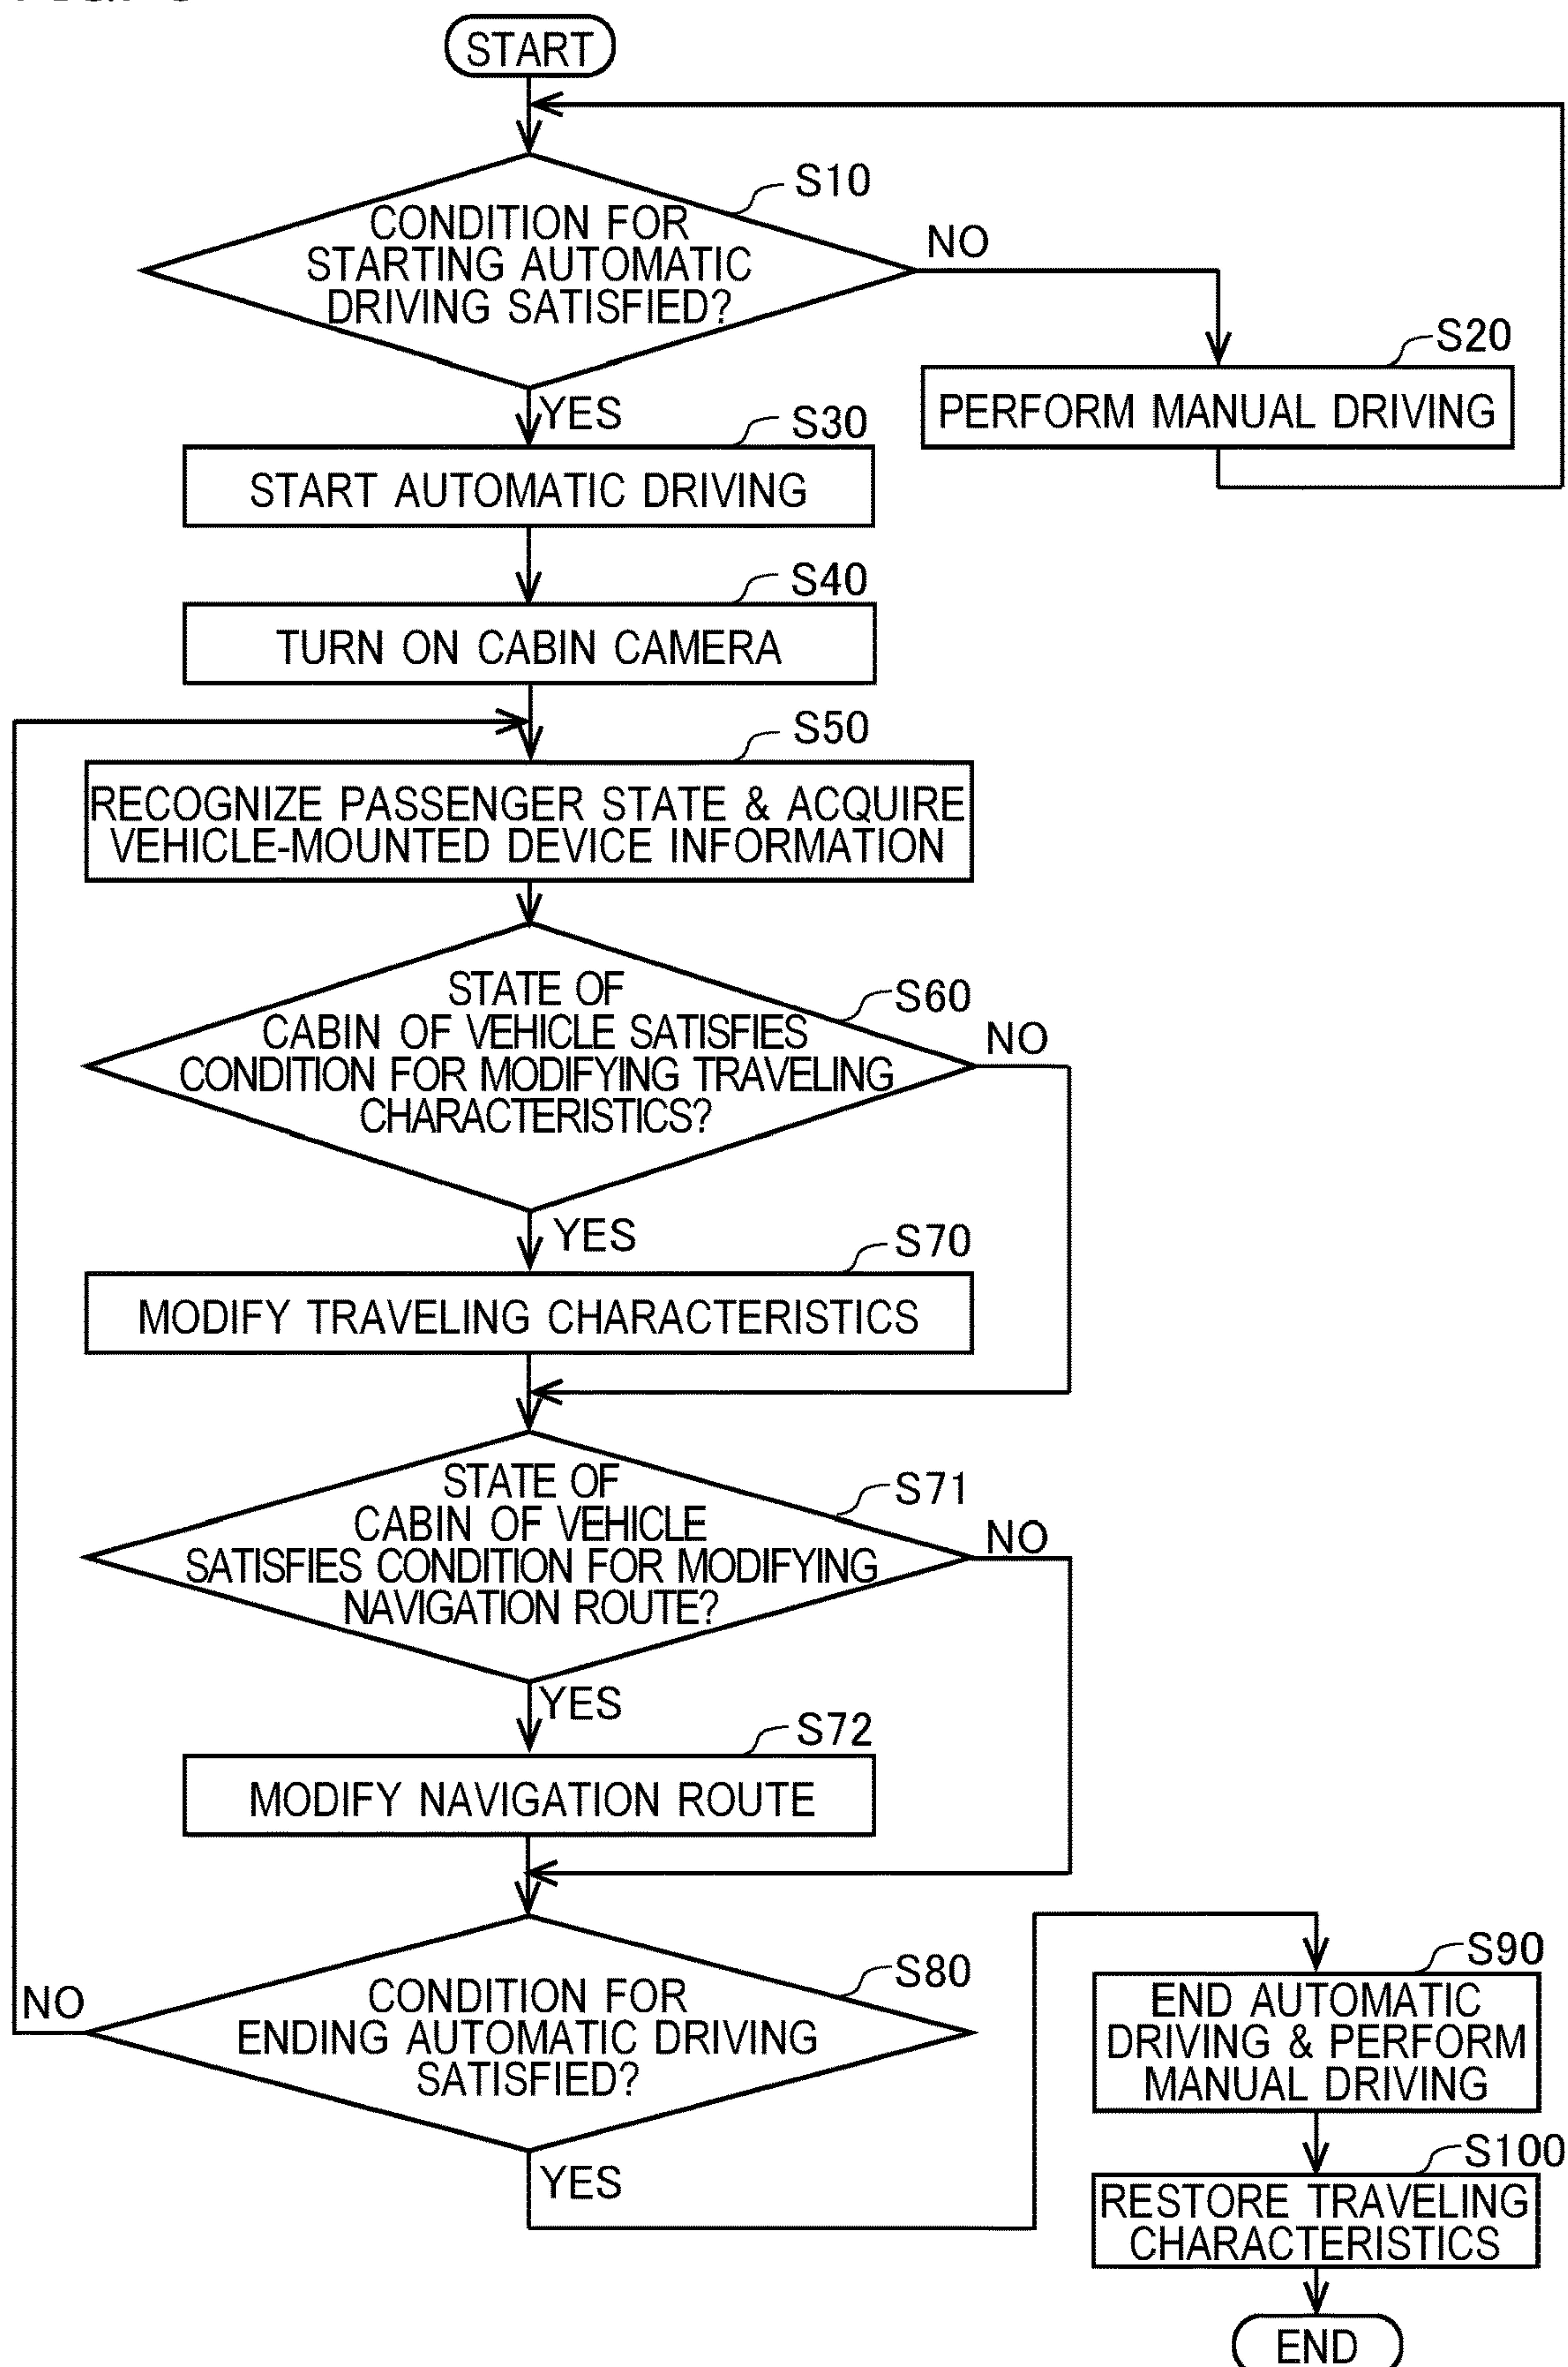 START
S10
CONDITION FOR
STARTING AUTOMATIC
DRIVING SATISFIED?
NO
S20
PERFORM MANUAL DRIVING
YES
S30
START AUTOMATIC DRIVING
S40
TURN ON CABIN CAMERA
S50
RECOGNIZE PASSENGER STATE & ACQUIRE
VEHICLE-MOUNTED DEVICE INFORMATION
S60
STATE OF
CABIN OF VEHICLE SATISFIES
CONDITION FOR MODIFYING TRAVELING
CHARACTERISTICS?
NO
YES
S70
MODIFY TRAVELING CHARACTERISTICS
S71
STATE OF
CABIN OF VEHICLE
SATISFIES CONDITION FOR MODIFYING
NAVIGATION ROUTE?
NO
YES
S72
MODIFY NAVIGATION ROUTE
S80
CONDITION FOR
ENDING AUTOMATIC DRIVING
SATISFIED?
NO
YES
S90
END AUTOMATIC
DRIVING & PERFORM
MANUAL DRIVING
S100
RESTORE TRAVELING
CHARACTERISTICS
END